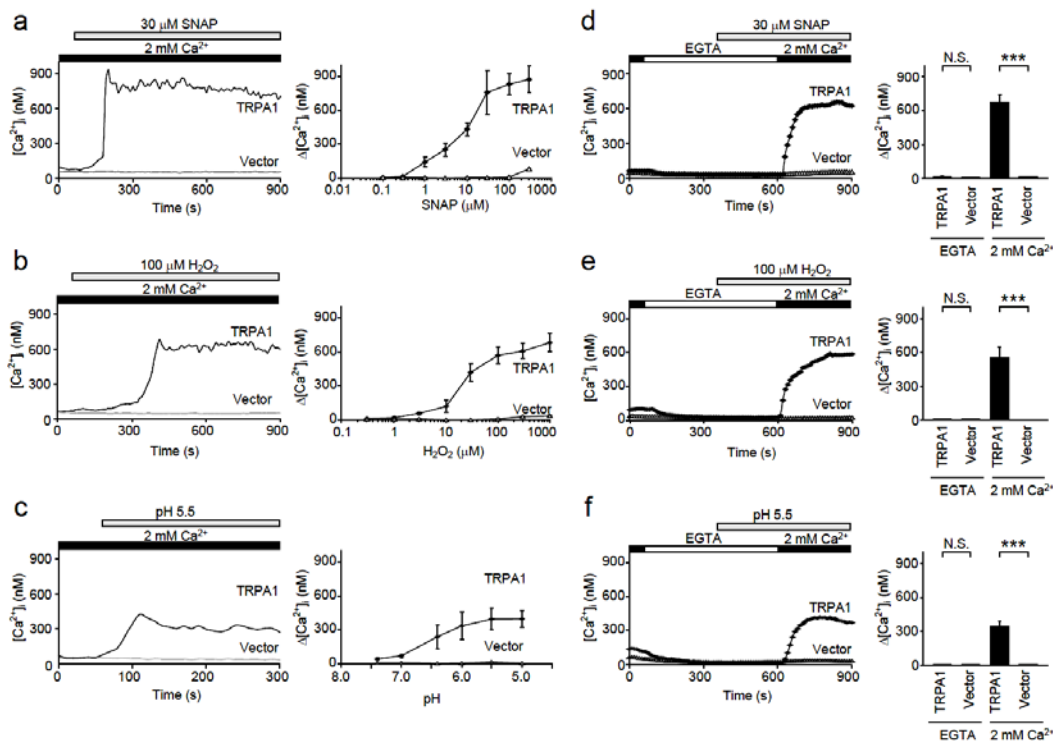 a
30 μM SNAP
2 mM Ca²⁺
[Ca²⁺]i (nM)
900
600
300
0
TRPA1
Vector
0 300 600 900
Time (s)
Δ[Ca²⁺]i (nM)
900
600
300
0
TRPA1
Vector
0.01 0.1 1 10 100 1000
SNAP (μM)
b
100 μM H₂O₂
2 mM Ca²⁺
[Ca²⁺]i (nM)
900
600
300
0
TRPA1
Vector
0 300 600 900
Time (s)
Δ[Ca²⁺]i (nM)
900
600
300
0
TRPA1
Vector
0.1 1 10 100 1000
H₂O₂ (μM)
c
pH 5.5
2 mM Ca²⁺
[Ca²⁺]i (nM)
900
600
300
0
TRPA1
Vector
0 100 200 300
Time (s)
Δ[Ca²⁺]i (nM)
900
600
300
0
TRPA1
Vector
8.0 7.0 6.0 5.0
pH
d
30 μM SNAP
EGTA 2 mM Ca²⁺
[Ca²⁺]i (nM)
900
600
300
0
TRPA1
Vector
0 300 600 900
Time (s)
Δ[Ca²⁺]i (nM)
900
600
300
0
N.S. ***
TRPA1 Vector TRPA1 Vector
EGTA 2 mM Ca²⁺
e
100 μM H₂O₂
EGTA 2 mM Ca²⁺
[Ca²⁺]i (nM)
900
600
300
0
TRPA1
Vector
0 300 600 900
Time (s)
Δ[Ca²⁺]i (nM)
900
600
300
0
N.S. ***
TRPA1 Vector TRPA1 Vector
EGTA 2 mM Ca²⁺
f
pH 5.5
EGTA 2 mM Ca²⁺
[Ca²⁺]i (nM)
900
600
300
0
TRPA1
Vector
0 300 600 900
Time (s)
Δ[Ca²⁺]i (nM)
900
600
300
0
N.S. ***
TRPA1 Vector TRPA1 Vector
EGTA 2 mM Ca²⁺